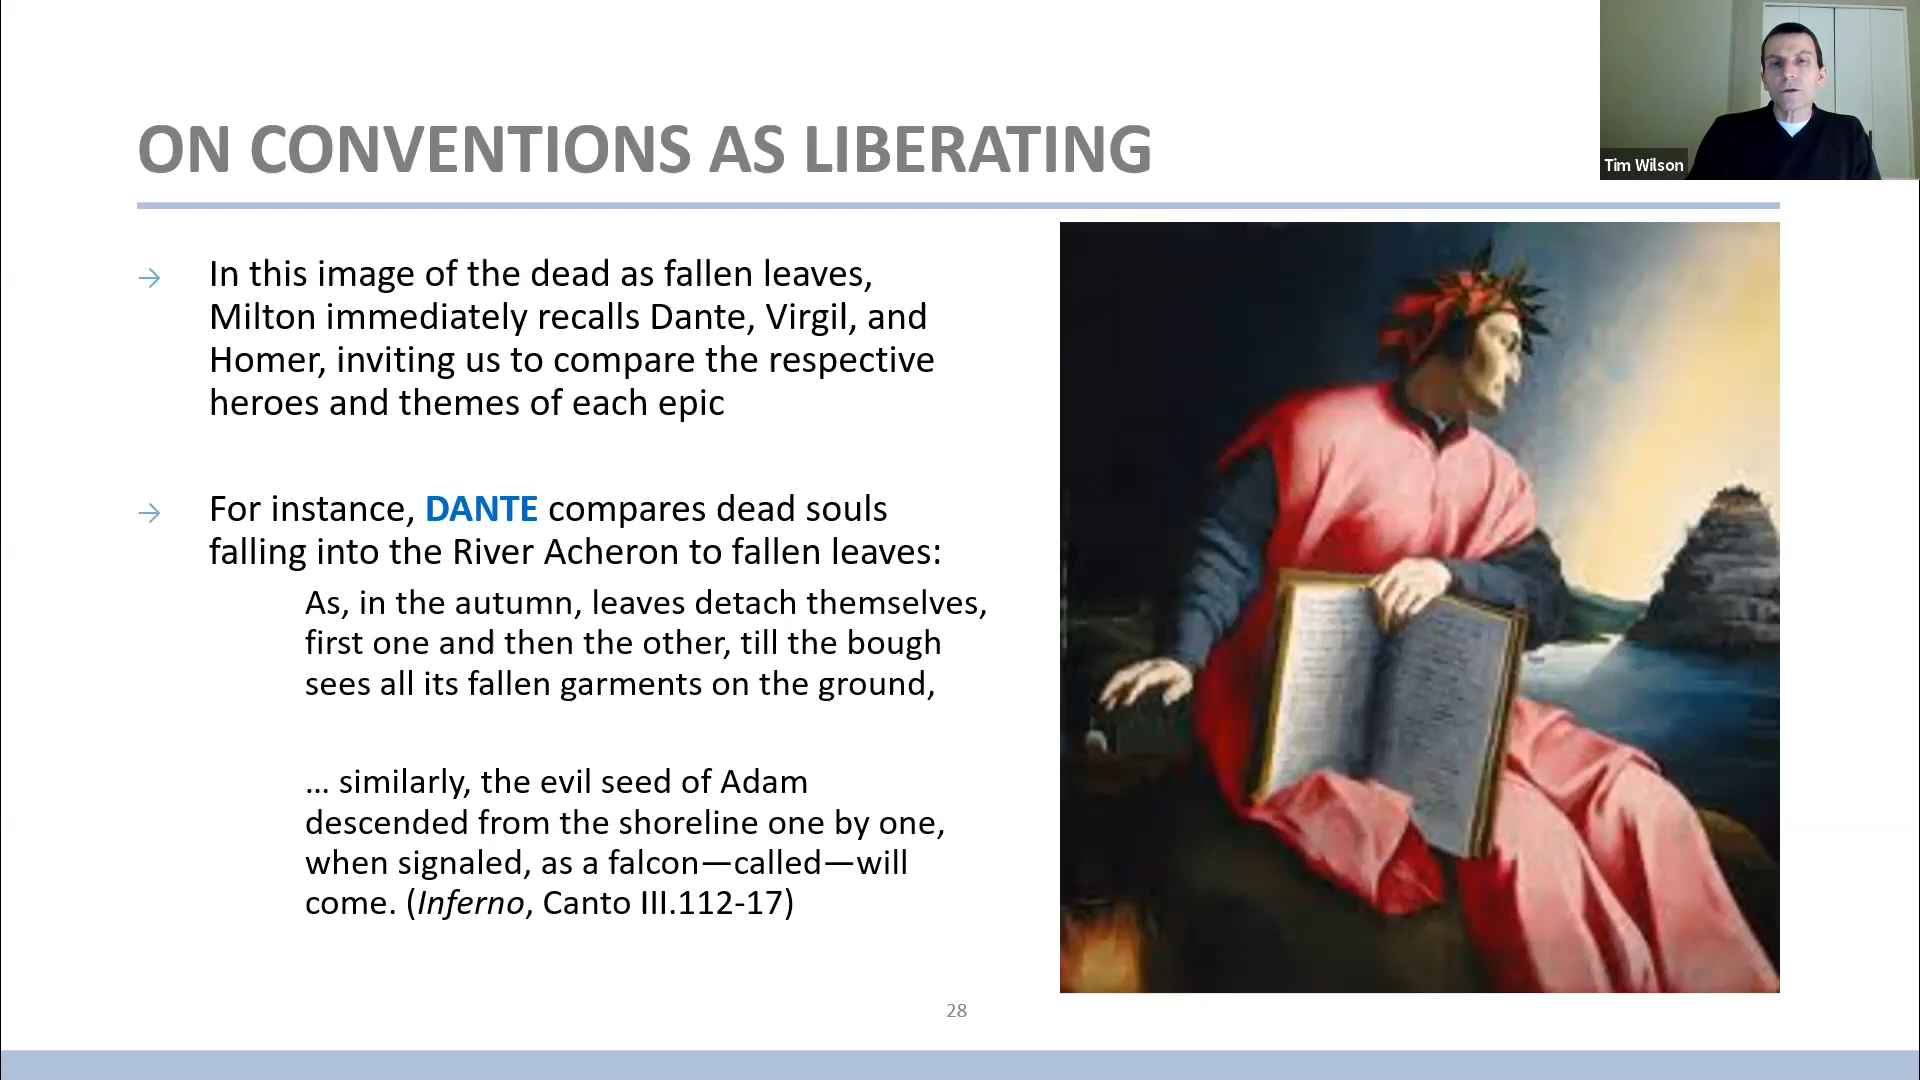 ON CONVENTIONS AS LIBERATING
Tim Wilson
→ In this image of the dead as fallen leaves,
Milton immediately recalls Dante, Virgil, and
Homer, inviting us to compare the respective
heroes and themes of each epic
→ For instance, DANTE compares dead souls
falling into the River Acheron to fallen leaves:
As, in the autumn, leaves detach themselves,
first one and then the other, till the bough
sees all its fallen garments on the ground,
… similarly, the evil seed of Adam
descended from the shoreline one by one,
when signaled, as a falcon—called—will
come. (Inferno, Canto III.112-17)
28